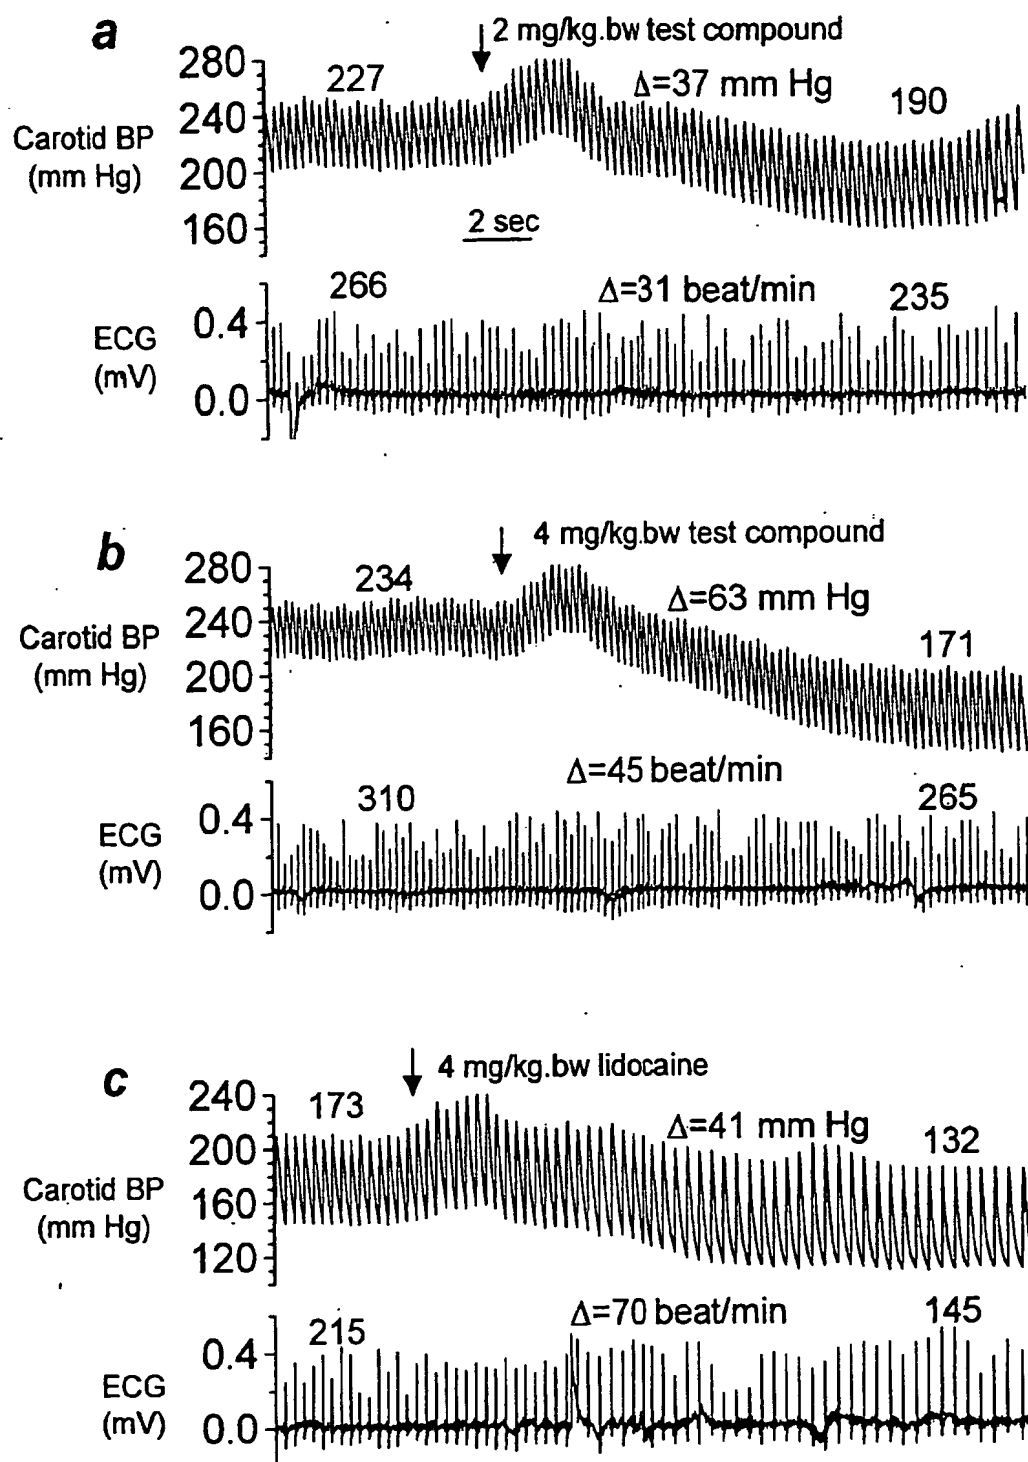 a
2 mg/kg.bw test compound
280
227
Δ=37 mm Hg
190
240
Carotid BP
(mm Hg)
200
160
2 sec
266
Δ=31 beat/min
235
0.4
ECG
(mV)
0.0
b
4 mg/kg.bw test compound
280
234
Δ=63 mm Hg
240
Carotid BP
(mm Hg)
171
200
160
Δ=45 beat/min
310
265
0.4
ECG
(mV)
0.0
c
4 mg/kg.bw lidocaine
240
173
Δ=41 mm Hg
132
200
Carotid BP
(mm Hg)
160
120
215
Δ=70 beat/min
145
0.4
ECG
(mV)
0.0